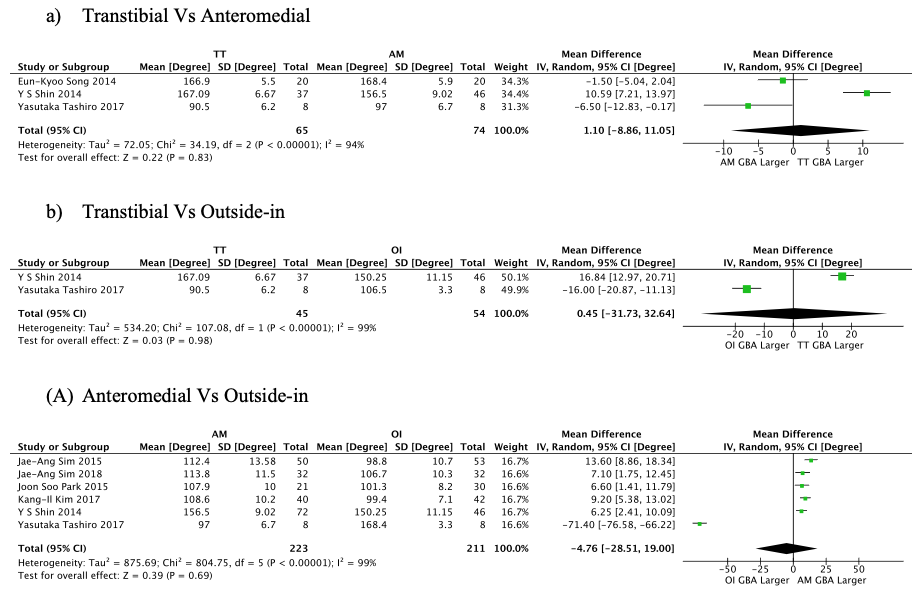 a) Transtibial Vs Anteromedial
TT AM Mean Difference Mean Difference
Study or Subgroup Mean [Degree] SD [Degree] Total Mean [Degree] SD [Degree] Total Weight IV, Random, 95% CI [Degree] IV, Random, 95% CI [Degree]
Eun-Kyoo Song 2014 166.9 5.5 20 168.4 5.9 20 34.3% -1.50 [-5.04, 2.04]
Y S Shin 2014 167.09 6.67 37 156.5 9.02 46 34.4% 10.59 [7.21, 13.97]
Yasutaka Tashiro 2017 90.5 6.2 8 97 6.7 8 31.3% -6.50 [-12.83, -0.17]
Total (95% CI) 65 74 100.0% 1.10 [-8.86, 11.05]
Heterogeneity: Tau² = 72.05; Chi² = 34.19, df = 2 (P < 0.00001); I² = 94%
Test for overall effect: Z = 0.22 (P = 0.83)
-10 -5 0 5 10
AM GBA Larger TT GBA Larger
b) Transtibial Vs Outside-in
TT OI Mean Difference Mean Difference
Study or Subgroup Mean [Degree] SD [Degree] Total Mean [Degree] SD [Degree] Total Weight IV, Random, 95% CI [Degree] IV, Random, 95% CI [Degree]
Y S Shin 2014 167.09 6.67 37 150.25 11.15 46 50.1% 16.84 [12.97, 20.71]
Yasutaka Tashiro 2017 90.5 6.2 8 106.5 3.3 8 49.9% -16.00 [-20.87, -11.13]
Total (95% CI) 45 54 100.0% 0.45 [-31.73, 32.64]
Heterogeneity: Tau² = 534.20; Chi² = 107.08, df = 1 (P < 0.00001); I² = 99%
Test for overall effect: Z = 0.03 (P = 0.98)
-20 -10 0 10 20
OI GBA Larger TT GBA Larger
(A) Anteromedial Vs Outside-in
AM OI Mean Difference Mean Difference
Study or Subgroup Mean [Degree] SD [Degree] Total Mean [Degree] SD [Degree] Total Weight IV, Random, 95% CI [Degree] IV, Random, 95% CI [Degree]
Jae-Ang Sim 2015 112.4 13.58 50 98.8 10.7 53 16.7% 13.60 [8.86, 18.34]
Jae-Ang Sim 2018 113.8 11.5 32 106.7 10.3 32 16.6% 7.10 [1.75, 12.45]
Joon Soo Park 2015 107.9 10 21 101.3 8.2 30 16.6% 6.60 [1.41, 11.79]
Kang-Il Kim 2017 108.6 10.2 40 99.4 7.1 42 16.7% 9.20 [5.38, 13.02]
Y S Shin 2014 156.5 9.02 72 150.25 11.15 46 16.7% 6.25 [2.41, 10.09]
Yasutaka Tashiro 2017 97 6.7 8 168.4 3.3 8 16.6% -71.40 [-76.58, -66.22]
Total (95% CI) 223 211 100.0% -4.76 [-28.51, 19.00]
Heterogeneity: Tau² = 875.69; Chi² = 804.75, df = 5 (P < 0.00001); I² = 99%
Test for overall effect: Z = 0.39 (P = 0.69)
-50 -25 0 25 50
OI GBA Larger AM GBA Larger